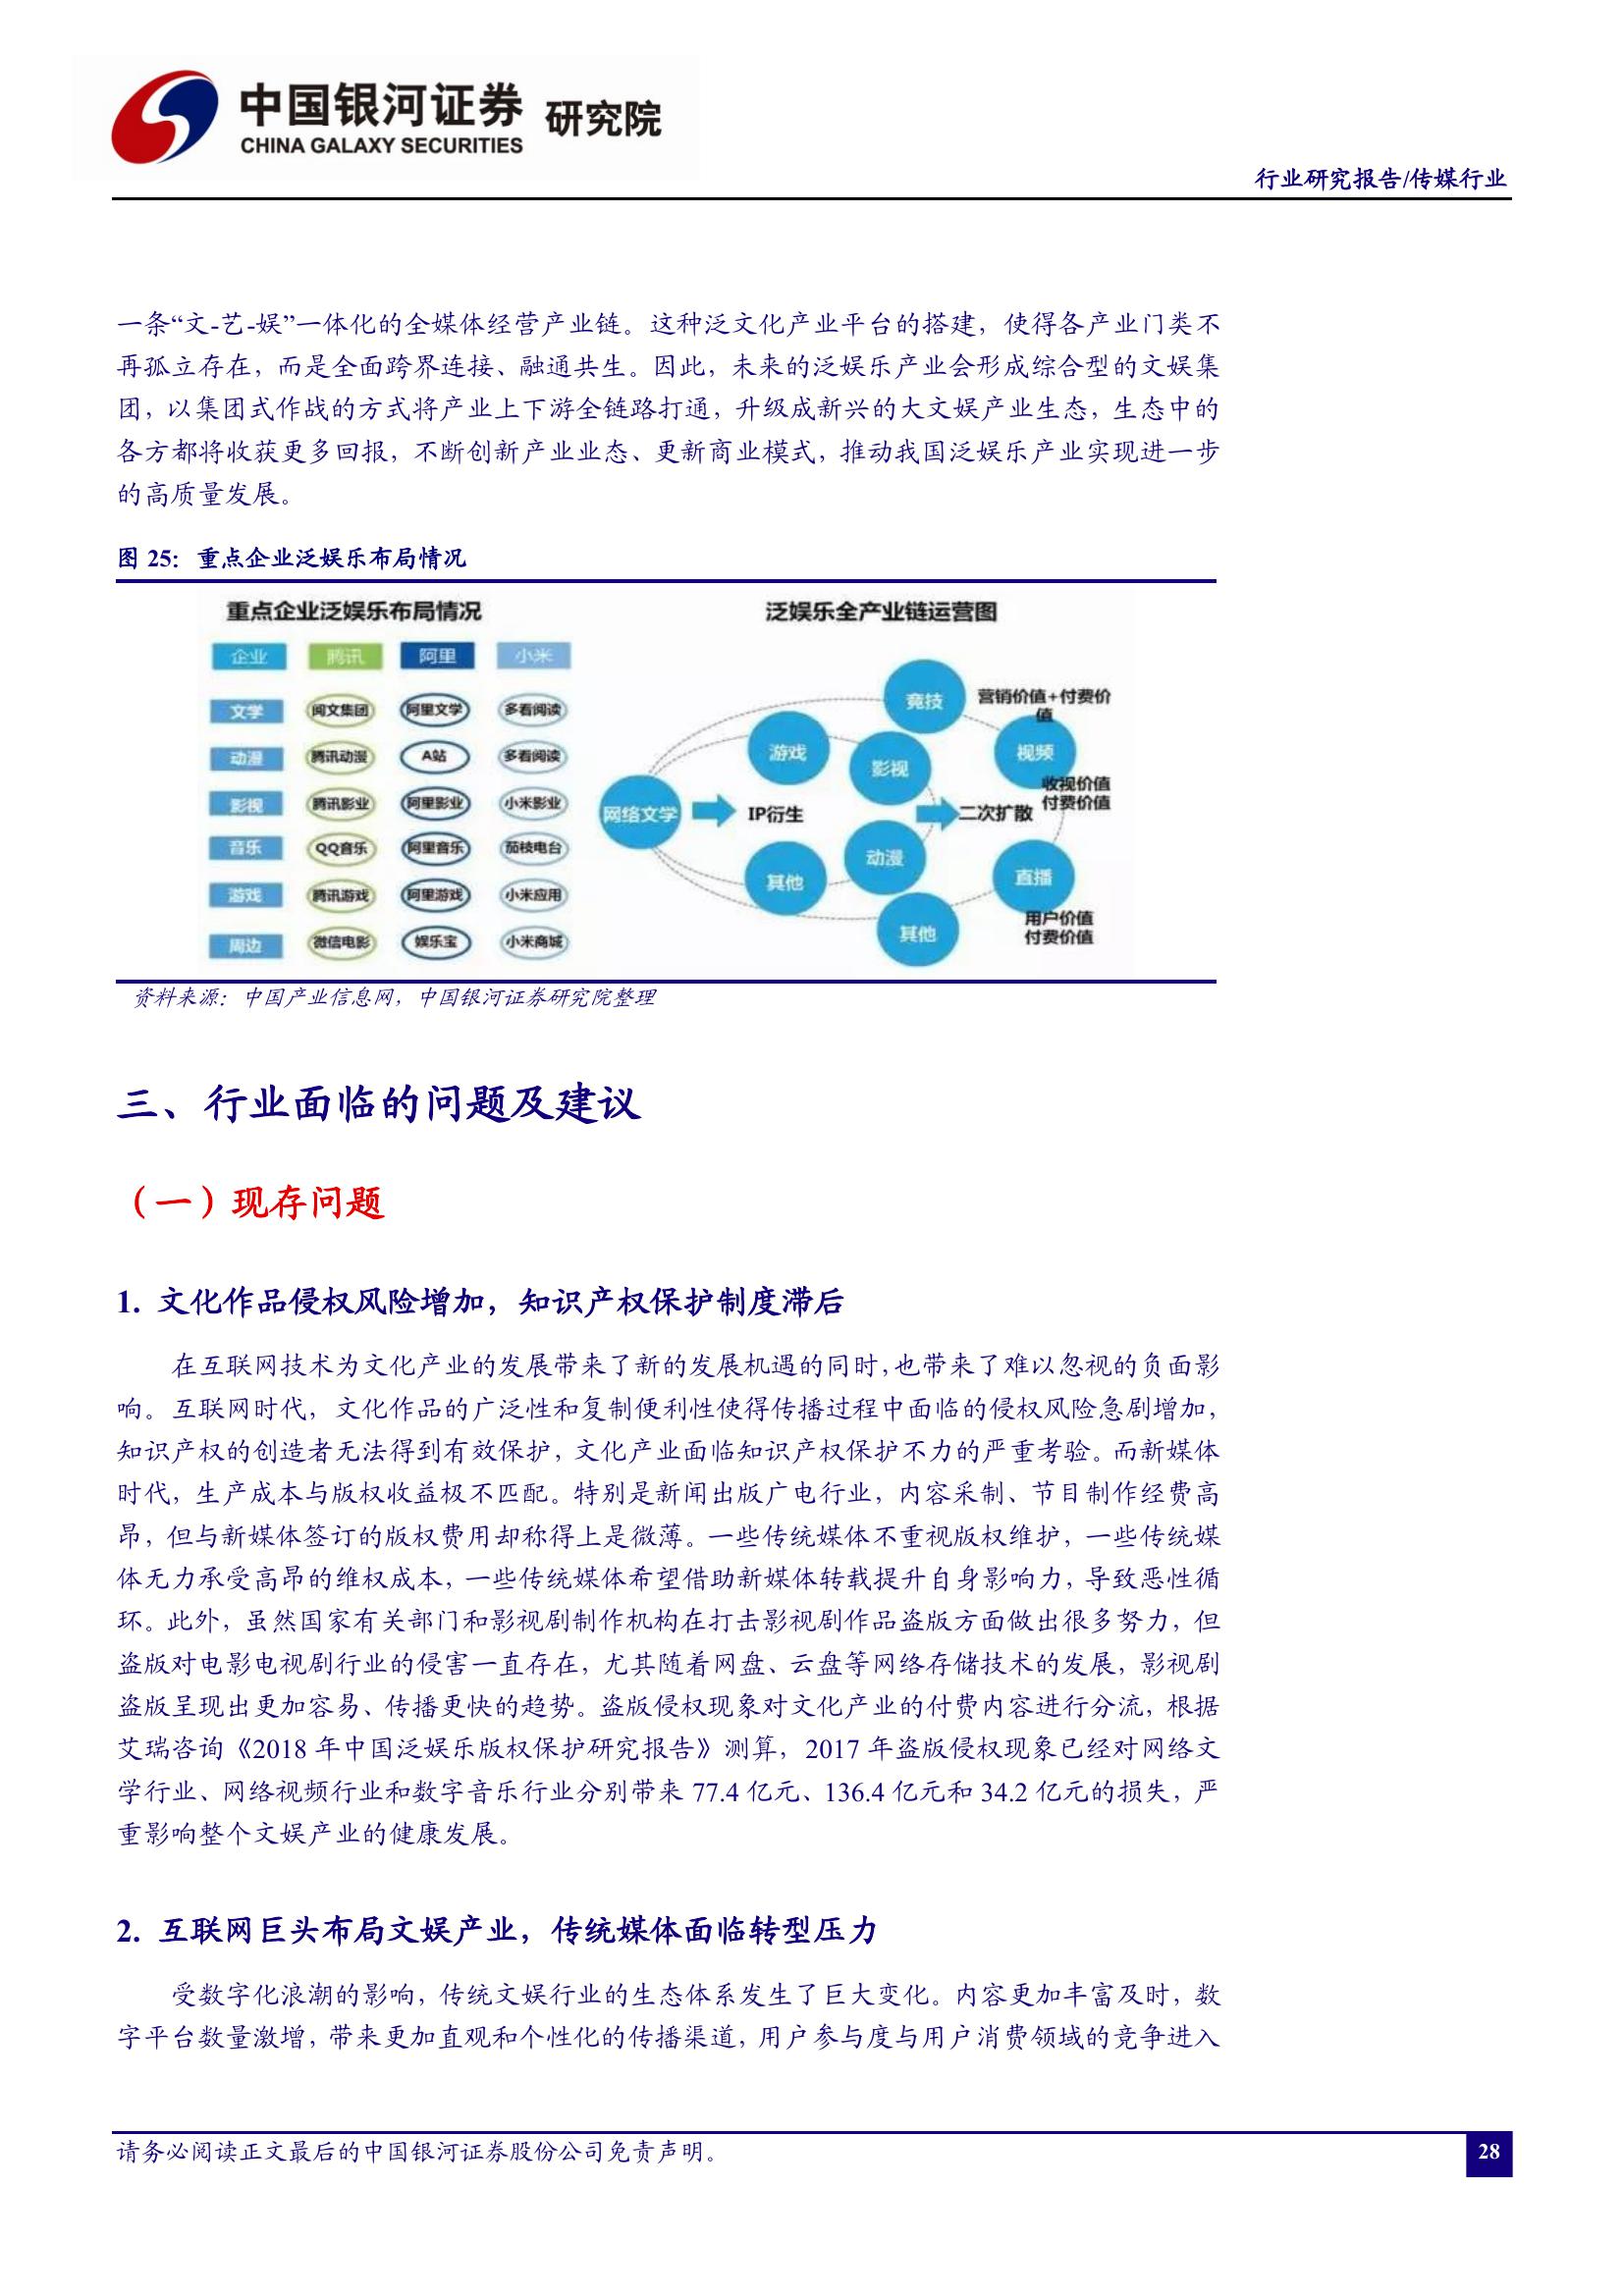 中国银河证券 研究院
CHINA GALAXY SECURITIES
行业研究报告/传媒行业
一条“文-艺-娱”一体化的全媒体经营产业链。这种泛文化产业平台的搭建，使得各产业门类不
再孤立存在，而是全面跨界连接、融通共生。因此，未来的泛娱乐产业会形成综合型的文娱集
团，以集团式作战的方式将产业上下游全链路打通，升级成新兴的大文娱产业生态，生态中的
各方都将收获更多回报，不断创新产业业态、更新商业模式，推动我国泛娱乐产业实现进一步
的高质量发展。
图 25：重点企业泛娱乐布局情况
重点企业泛娱乐布局情况
企业 腾讯 阿里 小米
文学 阅文集团 阿里文学 多看阅读
动漫 腾讯动漫 A站 多看阅读
影视 腾讯影业 阿里影业 小米影业
音乐 QQ音乐 阿里音乐 茄枝电台
游戏 腾讯游戏 阿里游戏 小米应用
周边 微信电影 娱乐宝 小米商城
泛娱乐全产业链运营图
竞技
营销价值+付费价
值
游戏
影视
视频
收视价值
付费价值
网络文学
IP衍生
二次扩散
动漫
其他
直播
用户价值
付费价值
其他
资料来源：中国产业信息网，中国银河证券研究院整理
三、行业面临的问题及建议
（一）现存问题
1. 文化作品侵权风险增加，知识产权保护制度滞后
在互联网技术为文化产业的发展带来了新的发展机遇的同时，也带来了难以忽视的负面影
响。互联网时代，文化作品的广泛性和复制便利性使得传播过程中面临的侵权风险急剧增加，
知识产权的创造者无法得到有效保护，文化产业面临知识产权保护不力的严重考验。而新媒体
时代，生产成本与版权收益极不匹配。特别是新闻出版广电行业，内容采制、节目制作经费高
昂，但与新媒体签订的版权费用却称得上是微薄。一些传统媒体不重视版权维护，一些传统媒
体无力承受高昂的维权成本，一些传统媒体希望借助新媒体转载提升自身影响力，导致恶性循
环。此外，虽然国家有关部门和影视剧制作机构在打击影视剧作品盗版方面做出很多努力，但
盗版对电影电视剧行业的侵害一直存在，尤其随着网盘、云盘等网络存储技术的发展，影视剧
盗版呈现出更加容易、传播更快的趋势。盗版侵权现象对文化产业的付费内容进行分流，根据
艾瑞咨询《2018 年中国泛娱乐版权保护研究报告》测算，2017 年盗版侵权现象已经对网络文
学行业、网络视频行业和数字音乐行业分别带来 77.4 亿元、136.4 亿元和 34.2 亿元的损失，严
重影响整个文娱产业的健康发展。
2. 互联网巨头布局文娱产业，传统媒体面临转型压力
受数字化浪潮的影响，传统文娱行业的生态体系发生了巨大变化。内容更加丰富及时，数
字平台数量激增，带来更加直观和个性化的传播渠道，用户参与度与用户消费领域的竞争进入
请务必阅读正文最后的中国银河证券股份公司免责声明。
28